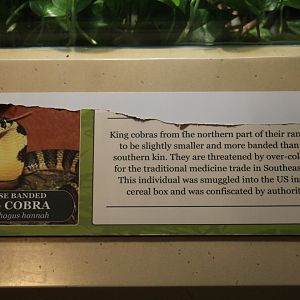 SE BANDED
COBRA
hagus hannah
King cobras from the northern part of their ran
to be slightly smaller and more banded than
southern kin. They are threatened by over-col
for the traditional medicine trade in Southeas
This individual was smuggled into the US in a
cereal box and was confiscated by authorit